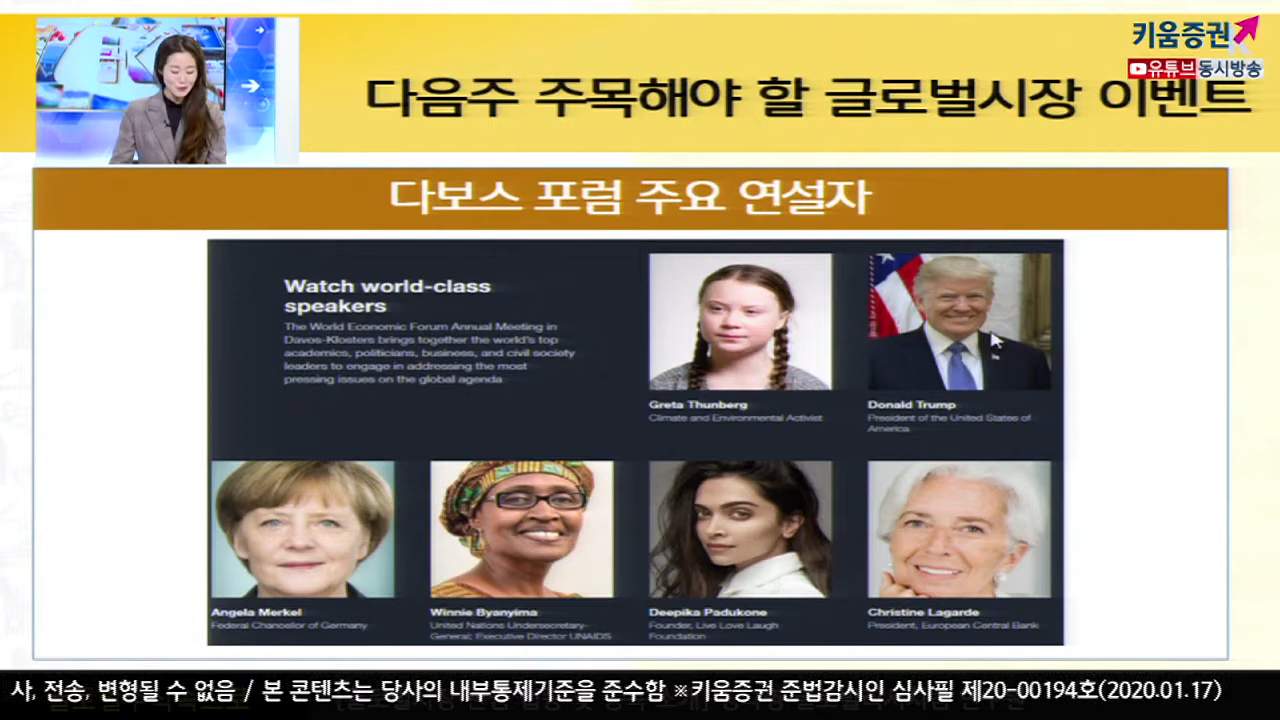 키움증권
유튜브동시방송
다음주 주목해야 할 글로벌시장 이벤트
다보스 포럼 주요 연설자
Watch world-class
speakers
The World Economic Forum Annual Meeting in
Davos-Klosters brings together the world's top
academics, politicians, business, and civil society
leaders to engage in addressing the most
pressing issues on the global agenda
Greta Thunberg
Climate and Environmental Activist
Donald Trump
President of the United States of
America
Angela Merkel
Federal Chancellor of Germany
Winnie Byanyima
United Nations Undersecretary-
General; Executive Director UNAIDS
Deepika Padukone
Founder, Live Love Laugh
Foundation
Christine Lagarde
President, European Central Bank
사, 전송, 변형될 수 없음 / 본 콘텐츠는 당사의 내부통제기준을 준수함 ※키움증권 준법감시인 심사필 제20-00194호(2020.01.17)